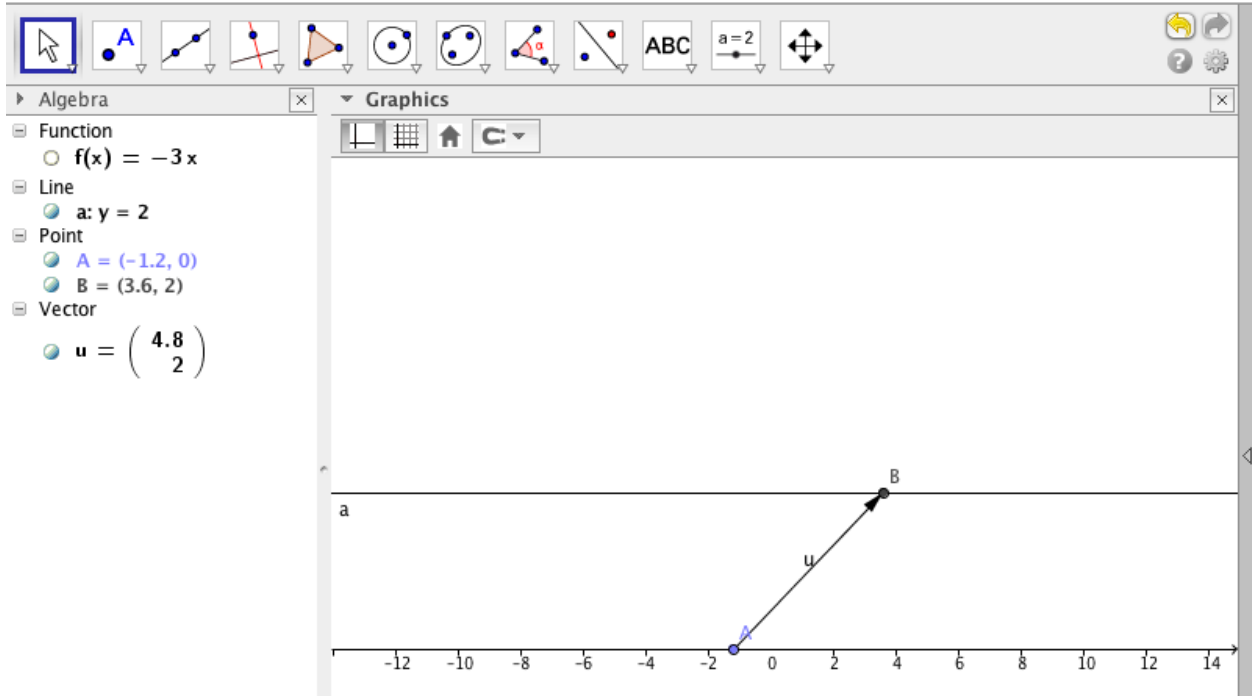 A
α
ABC
a=2
?
Algebra
Graphics
Function
f(x) = −3x
Line
a: y = 2
Point
A = (−1.2, 0)
B = (3.6, 2)
Vector
u = ( 4.8
2 )
B
a
u
A
-12 -10 -8 -6 -4 -2 0 2 4 6 8 10 12 14